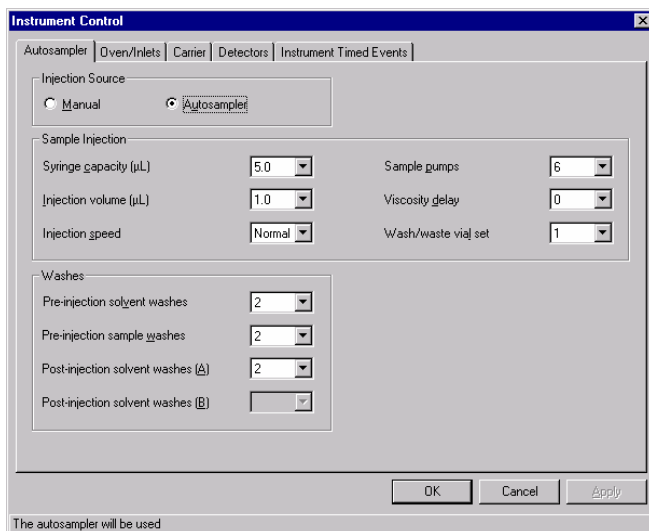 Instrument Control
Autosampler Oven/Inlets Carrier Detectors Instrument Timed Events
Injection Source
Manual Autosampler
Sample Injection
Syringe capacity (µL) 5.0 Sample pumps 6
Injection volume (µL) 1.0 Viscosity delay 0
Injection speed Normal Wash/waste vial set 1
Washes
Pre-injection solvent washes 2
Pre-injection sample washes 2
Post-injection solvent washes (A) 2
Post-injection solvent washes (B)
OK Cancel Apply
The autosampler will be used